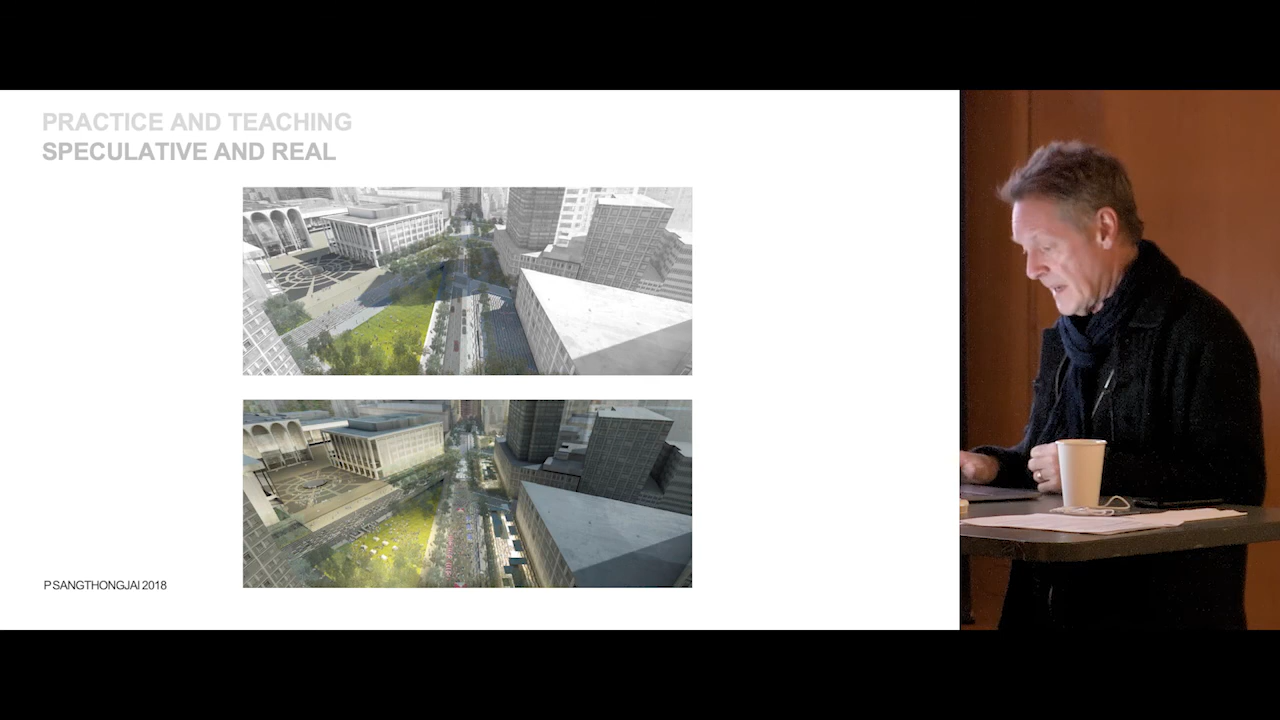 PRACTICE AND TEACHING
SPECULATIVE AND REAL
P SANGTHONGJAI 2018